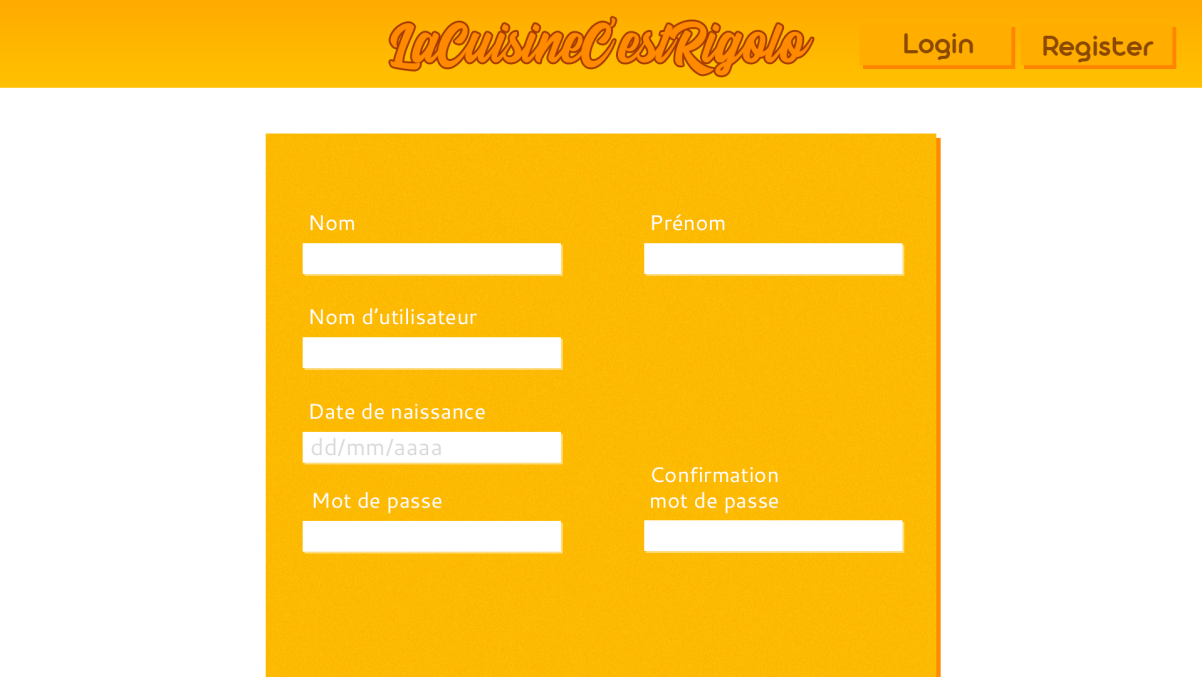 LaCuisineC'estRigolo
Login
Register
Nom
Prénom
Nom d'utilisateur
Date de naissance
dd/mm/aaaa
Mot de passe
Confirmation
mot de passe